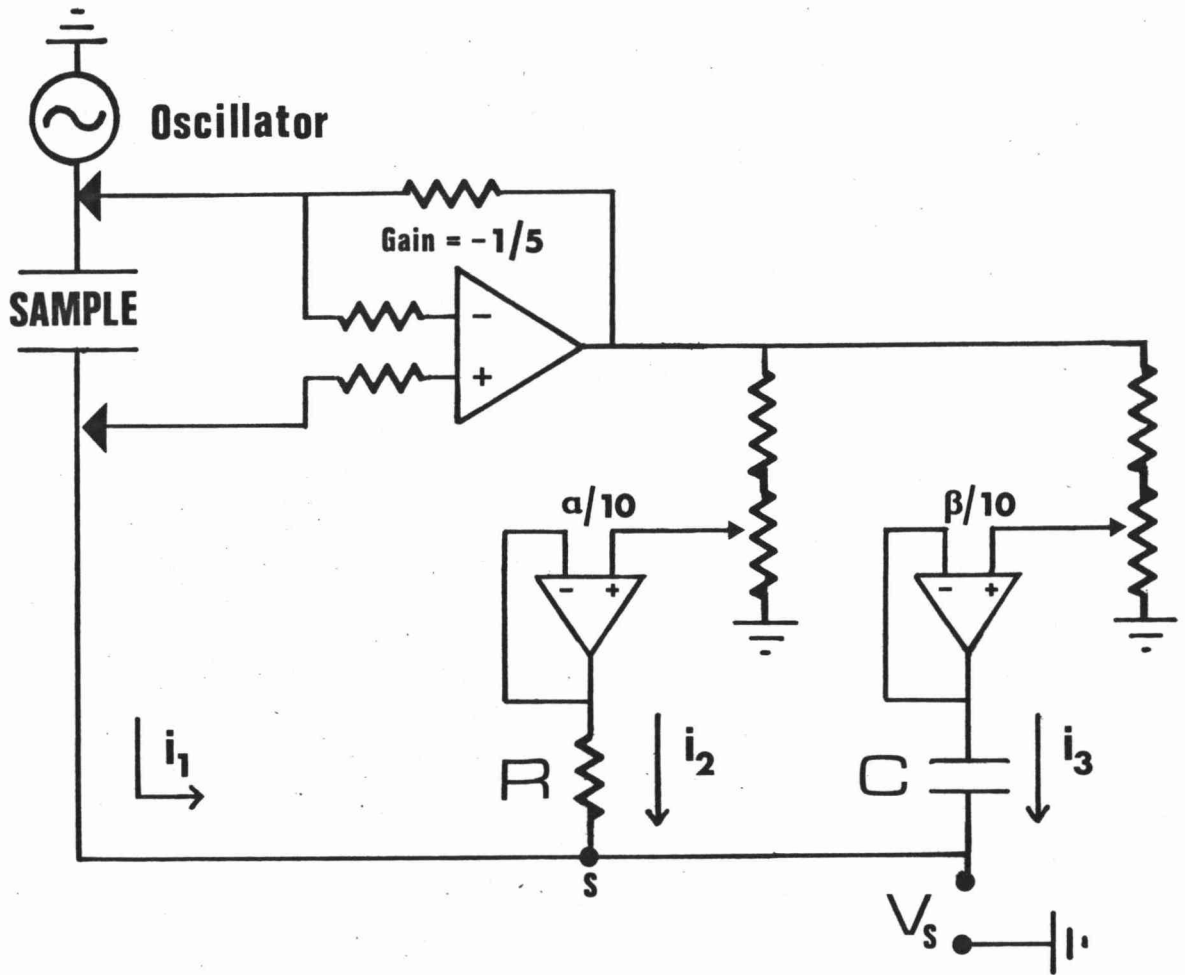 Oscillator
Gain = -1/5
SAMPLE
-
+
α/10
β/10
- +
- +
i1
R
i2
C
i3
s
Vs